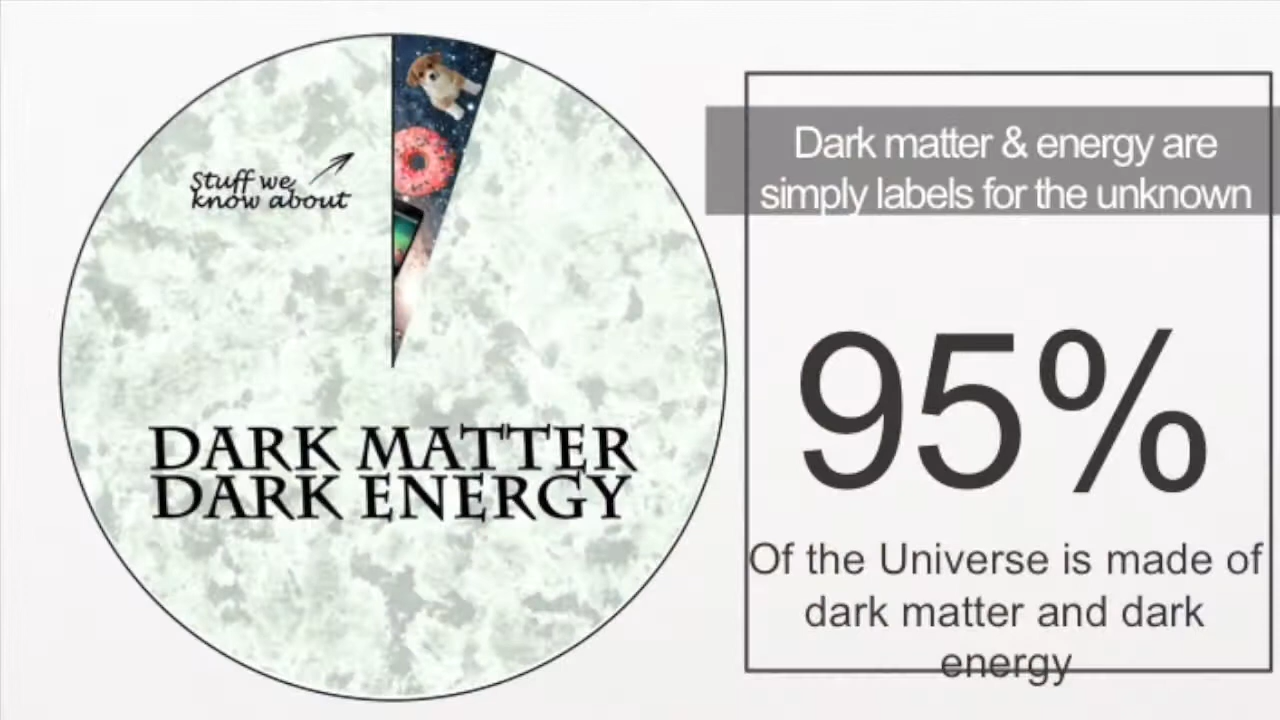 Stuff we
know about
DARK MATTER
DARK ENERGY
Dark matter & energy are
simply labels for the unknown
95%
Of the Universe is made of
dark matter and dark
energy